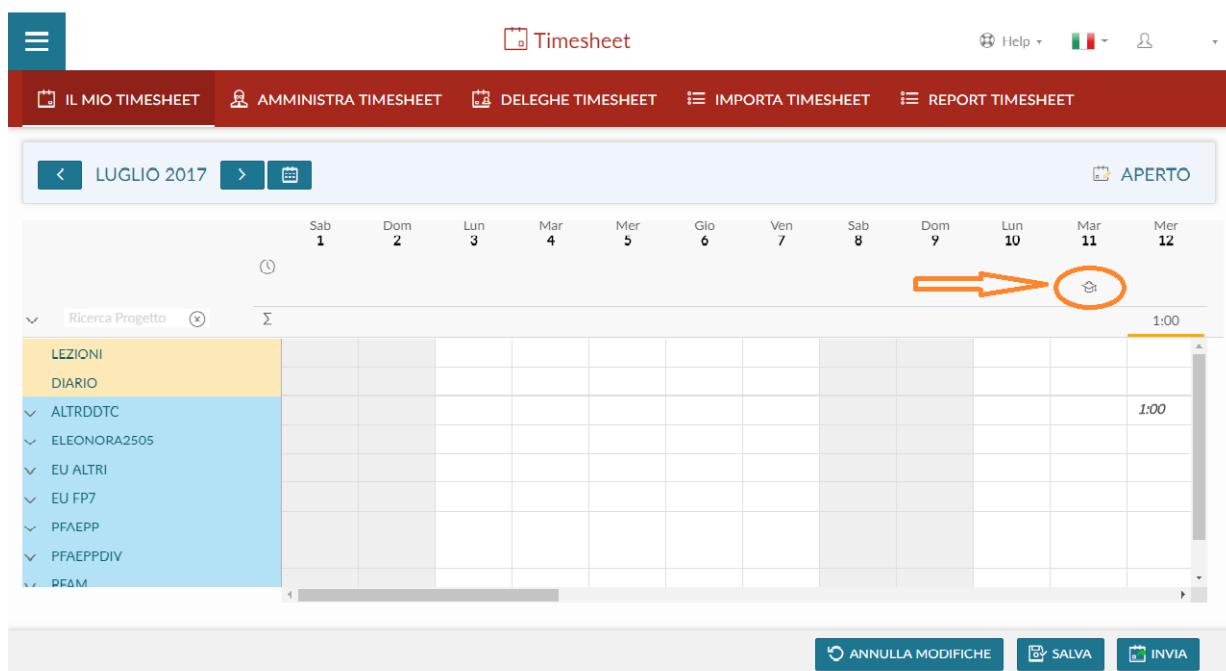 Timesheet
Help
IL MIO TIMESHEET AMMINISTRA TIMESHEET DELEGHE TIMESHEET IMPORTA TIMESHEET REPORT TIMESHEET
LUGLIO 2017 APERTO
Sab Dom Lun Mar Mer Gio Ven Sab Dom Lun Mar Mer
1 2 3 4 5 6 7 8 9 10 11 12
Ricerca Progetto Σ 1:00
LEZIONI
DIARIO
ALTRDDTC 1:00
ELEONORA2505
EU ALTRI
EU FP7
PFAEPP
PFAEPPDIV
PFAM
ANNULLA MODIFICHE SALVA INVIA